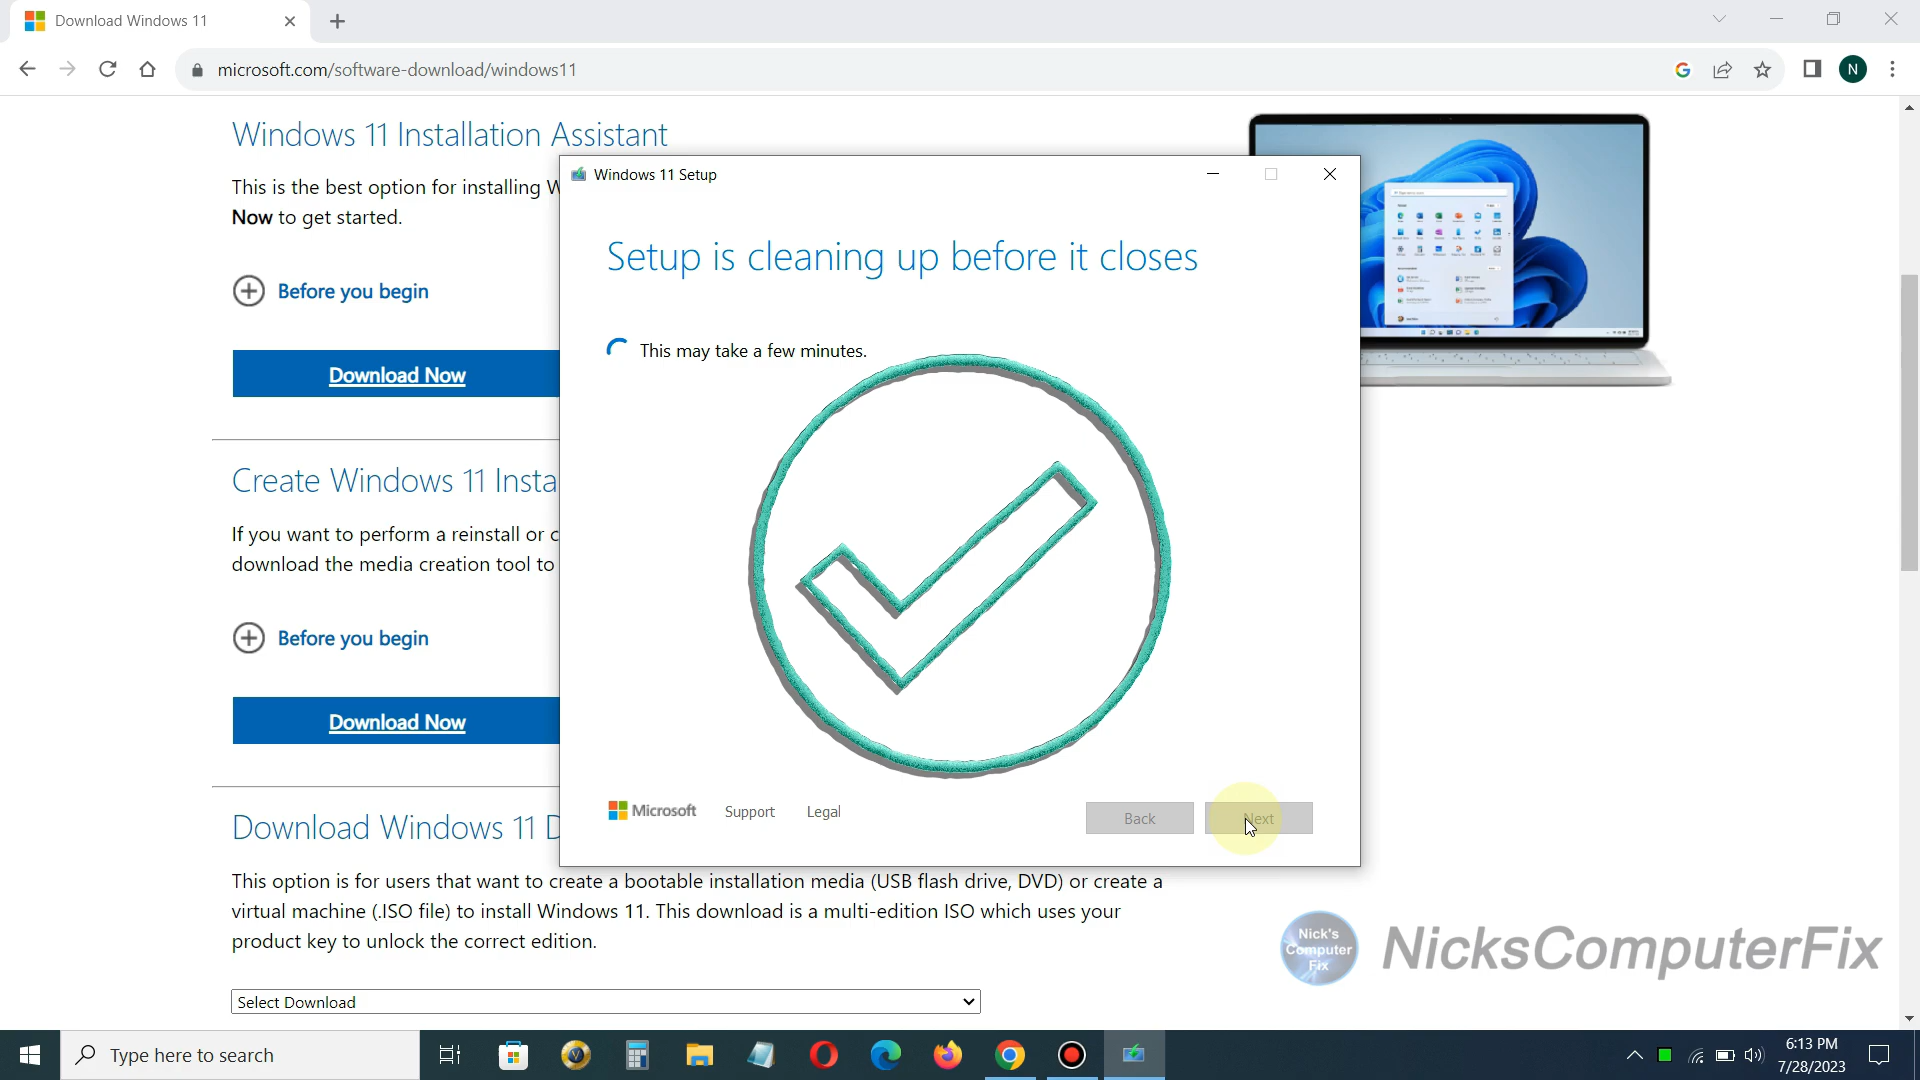 Download Windows 11
microsoft.com/software-download/windows11
N
Windows 11 Installation Assistant
This is the best option for installing W
Now to get started.
Before you begin
Download Now
Create Windows 11 Insta
If you want to perform a reinstall or c
download the media creation tool to
Before you begin
Download Now
Download Windows 11 D
This option is for users that want to create a bootable installation media (USB flash drive, DVD) or create a
virtual machine (.ISO file) to install Windows 11. This download is a multi-edition ISO which uses your
product key to unlock the correct edition.
Select Download
Windows 11 Setup
Setup is cleaning up before it closes
This may take a few minutes.
Microsoft Support Legal
Back Next
Nick's
Computer
Fix
NicksComputerFix
Type here to search
6:13 PM
7/28/2023